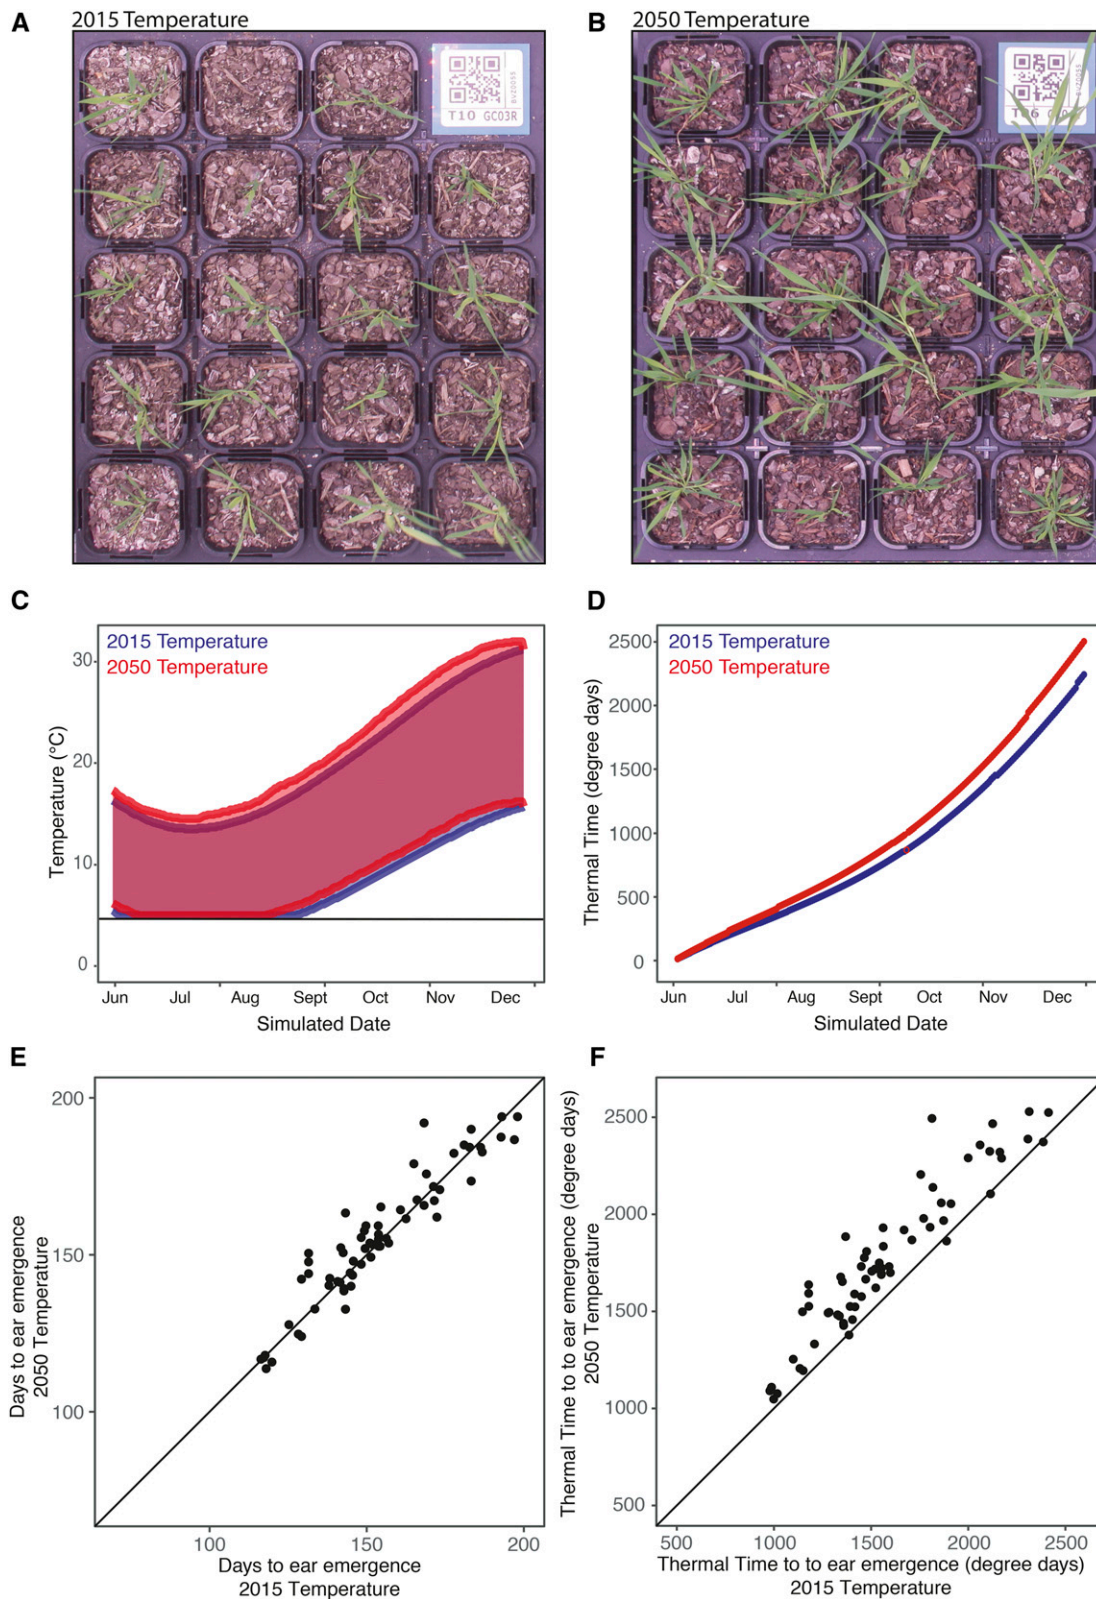 A 2015 Temperature
B 2050 Temperature
T10 GC03R
C
2015 Temperature
2050 Temperature
30
20
10
0
Temperature (°C)
Jun Jul Aug Sept Oct Nov Dec
Simulated Date
D
2015 Temperature
2050 Temperature
2500
2000
1500
1000
500
0
Thermal Time (degree days)
Jun Jul Aug Sept Oct Nov Dec
Simulated Date
E
200
150
100
Days to ear emergence
2050 Temperature
100 150 200
Days to ear emergence
2015 Temperature
F
2500
2000
1500
1000
500
Thermal Time to to ear emergence (degree days)
2050 Temperature
500 1000 1500 2000 2500
Thermal Time to to ear emergence (degree days)
2015 Temperature